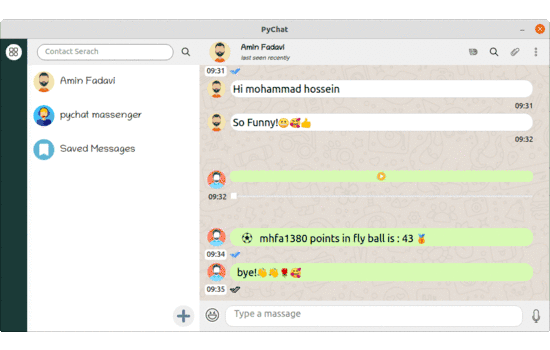 PyChat
Contact Serach
Amin Fadavi
last seen recently
Amin Fadavi
pychat massenger
Saved Messages
09:31
Hi mohammad hossein
09:31
So Funny!😁🥰👍
09:32
09:32
⚽ mhfa1380 points in fly ball is : 43 🏅
09:34
bye!👋👋🌹🥰
09:35
Type a massage